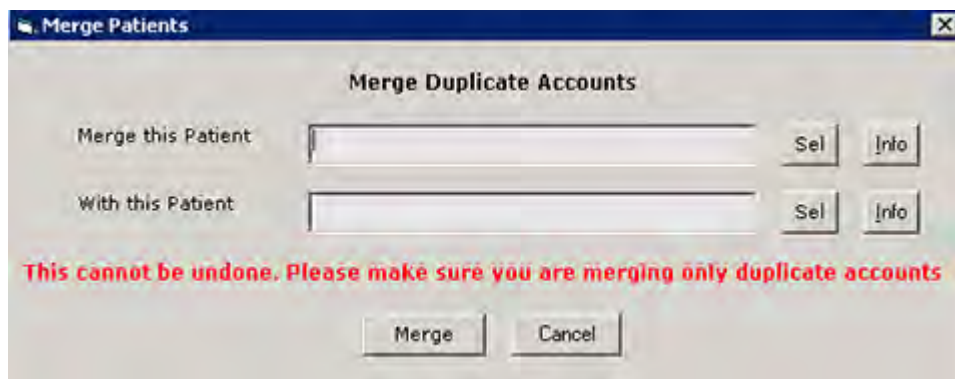 Merge Patients
Merge Duplicate Accounts
Merge this Patient Sel Info
With this Patient Sel Info
This cannot be undone. Please make sure you are merging only duplicate accounts
Merge Cancel